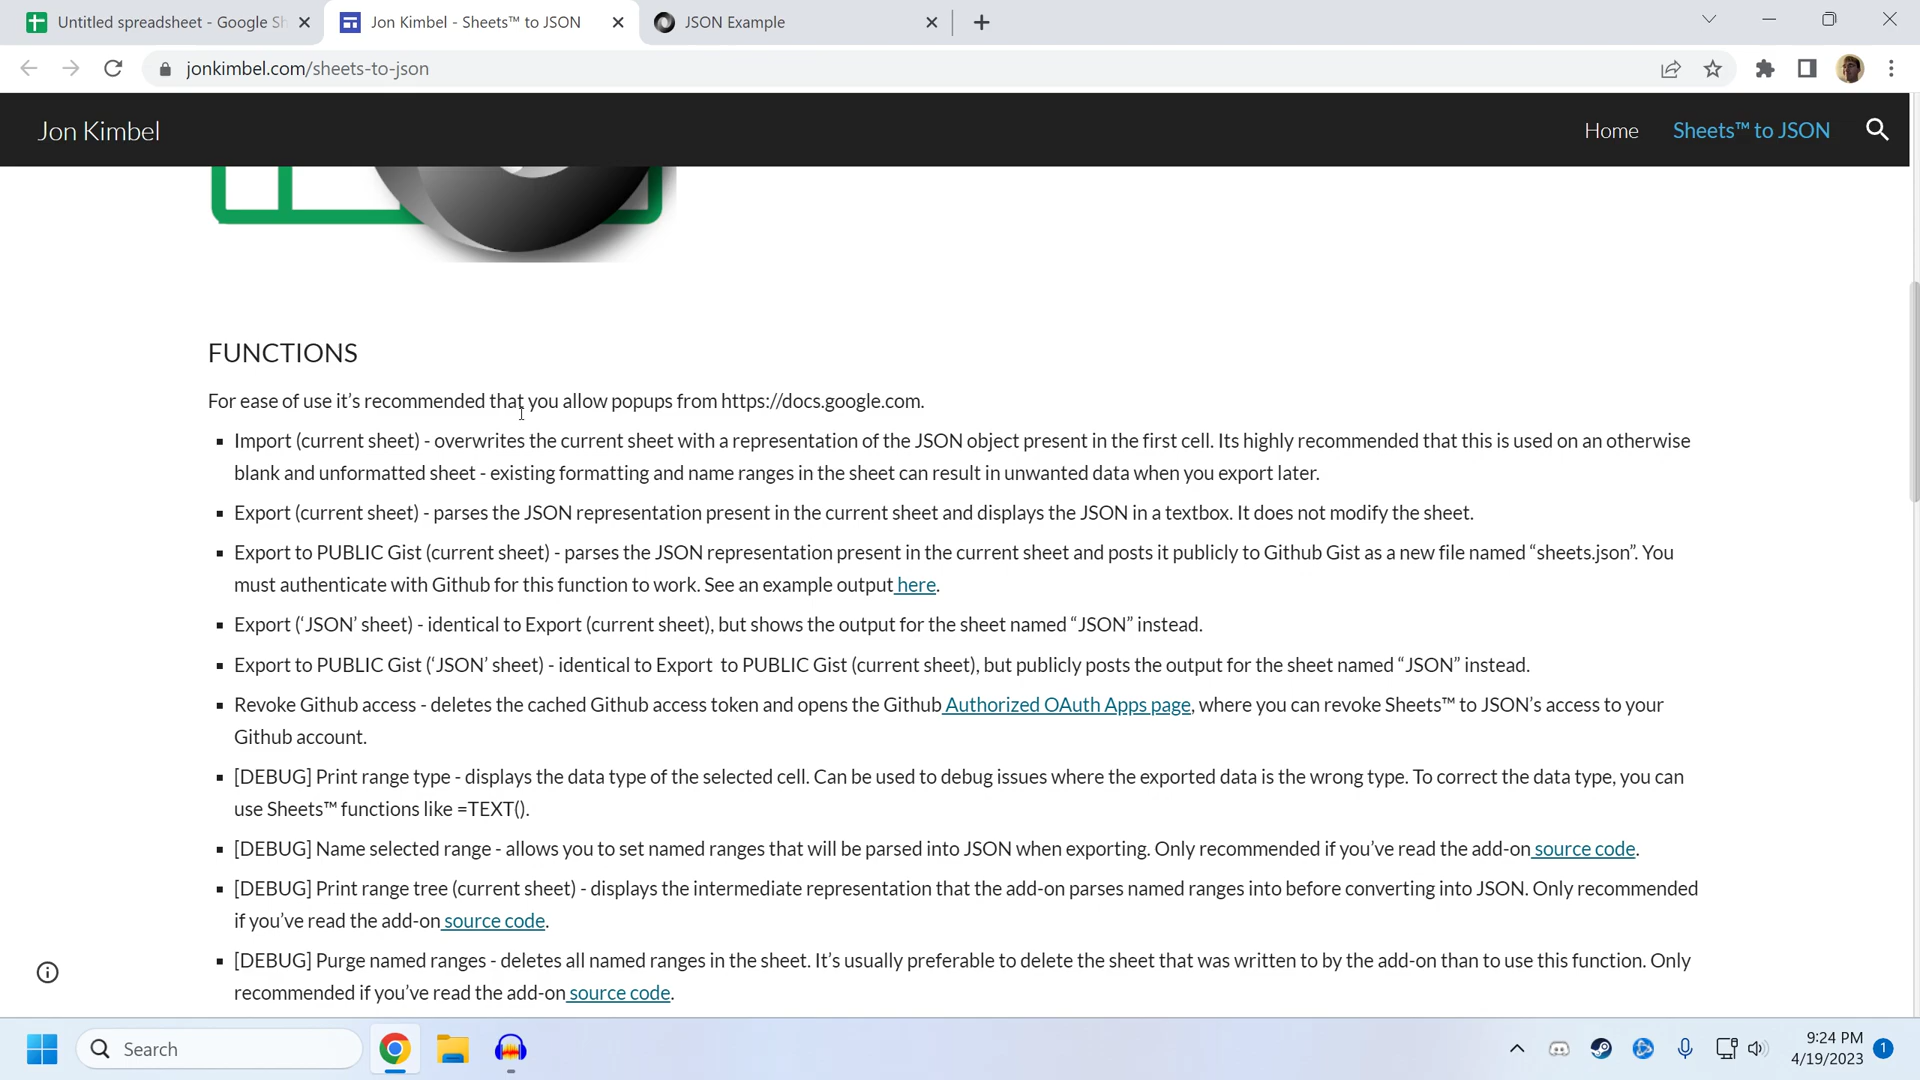 Untitled spreadsheet - Google Sh
Jon Kimbel - Sheets™ to JSON
JSON Example
jonkimbel.com/sheets-to-json
Jon Kimbel
Home
Sheets™ to JSON
FUNCTIONS
For ease of use it’s recommended that you allow popups from https://docs.google.com.
Import (current sheet) - overwrites the current sheet with a representation of the JSON object present in the first cell. Its highly recommended that this is used on an otherwise
blank and unformatted sheet - existing formatting and name ranges in the sheet can result in unwanted data when you export later.
Export (current sheet) - parses the JSON representation present in the current sheet and displays the JSON in a textbox. It does not modify the sheet.
Export to PUBLIC Gist (current sheet) - parses the JSON representation present in the current sheet and posts it publicly to Github Gist as a new file named “sheets.json”. You
must authenticate with Github for this function to work. See an example output here.
Export (‘JSON’ sheet) - identical to Export (current sheet), but shows the output for the sheet named “JSON” instead.
Export to PUBLIC Gist (‘JSON’ sheet) - identical to Export to PUBLIC Gist (current sheet), but publicly posts the output for the sheet named “JSON” instead.
Revoke Github access - deletes the cached Github access token and opens the Github Authorized OAuth Apps page, where you can revoke Sheets™ to JSON’s access to your
Github account.
[DEBUG] Print range type - displays the data type of the selected cell. Can be used to debug issues where the exported data is the wrong type. To correct the data type, you can
use Sheets™ functions like =TEXT().
[DEBUG] Name selected range - allows you to set named ranges that will be parsed into JSON when exporting. Only recommended if you’ve read the add-on source code.
[DEBUG] Print range tree (current sheet) - displays the intermediate representation that the add-on parses named ranges into before converting into JSON. Only recommended
if you’ve read the add-on source code.
[DEBUG] Purge named ranges - deletes all named ranges in the sheet. It’s usually preferable to delete the sheet that was written to by the add-on than to use this function. Only
recommended if you’ve read the add-on source code.
Search
9:24 PM
4/19/2023
1